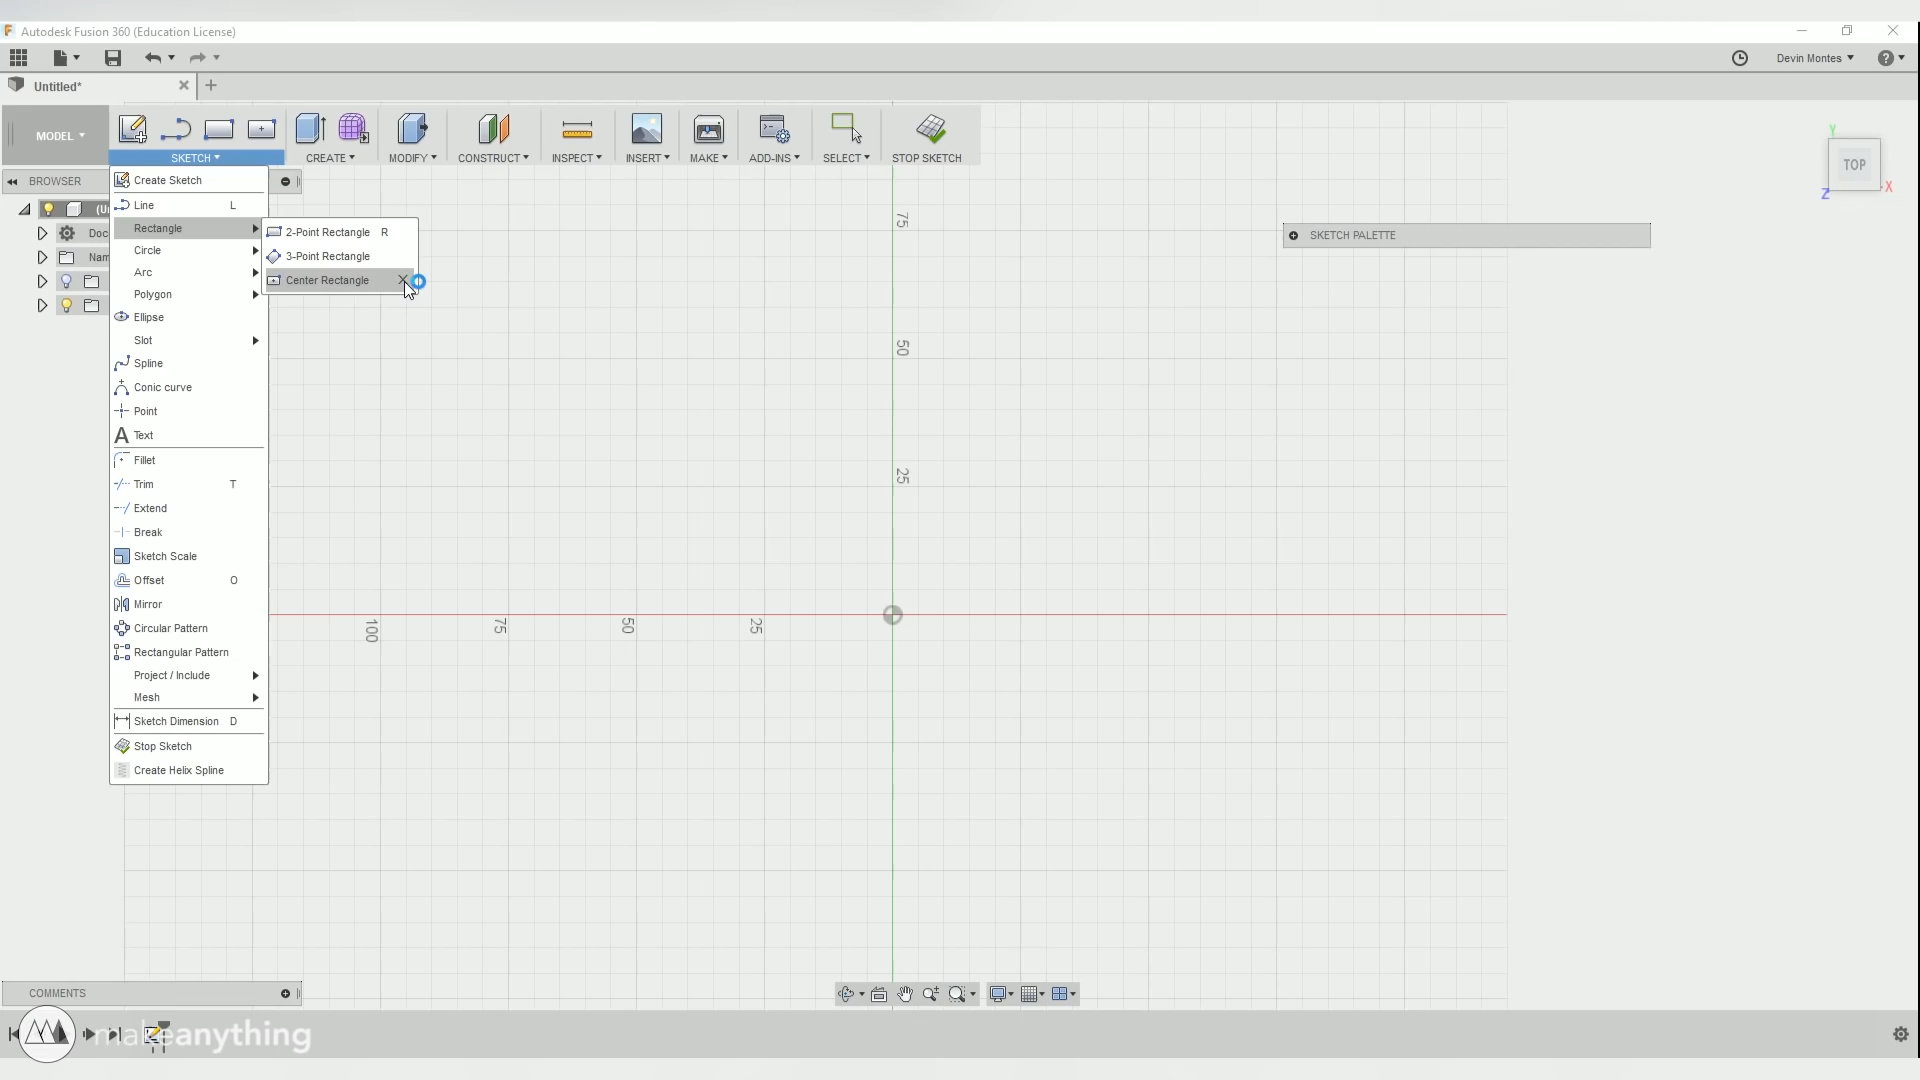 Autodesk Fusion 360 (Education License)
Devin Montes
Untitled*
MODEL
SKETCH
CREATE
MODIFY
CONSTRUCT
INSPECT
INSERT
MAKE
ADD-INS
SELECT
STOP SKETCH
BROWSER
Create Sketch
Line L
Rectangle
Circle
Arc
Polygon
Ellipse
Slot
Spline
Conic curve
Point
A Text
Fillet
Trim T
Extend
Break
Sketch Scale
Offset O
Mirror
Circular Pattern
Rectangular Pattern
Project / Include
Mesh
Sketch Dimension D
Stop Sketch
Create Helix Spline
2-Point Rectangle R
3-Point Rectangle
Center Rectangle
(Un
Doc
Nam
SKETCH PALETTE
TOP
Y
X
Z
75
50
25
100
75
50
25
COMMENTS
makeanything